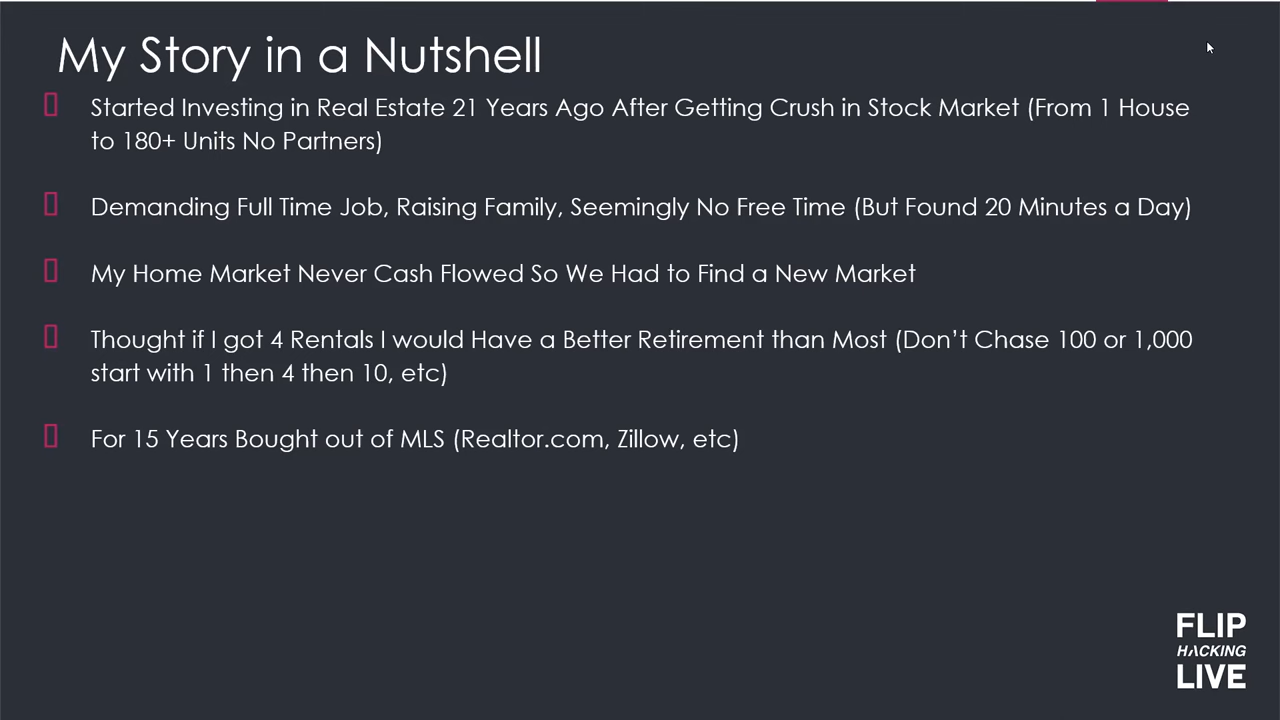 My Story in a Nutshell
Started Investing in Real Estate 21 Years Ago After Getting Crush in Stock Market (From 1 House
to 180+ Units No Partners)
Demanding Full Time Job, Raising Family, Seemingly No Free Time (But Found 20 Minutes a Day)
My Home Market Never Cash Flowed So We Had to Find a New Market
Thought if I got 4 Rentals I would Have a Better Retirement than Most (Don’t Chase 100 or 1,000
start with 1 then 4 then 10, etc)
For 15 Years Bought out of MLS (Realtor.com, Zillow, etc)
FLIP
HACKING
LIVE